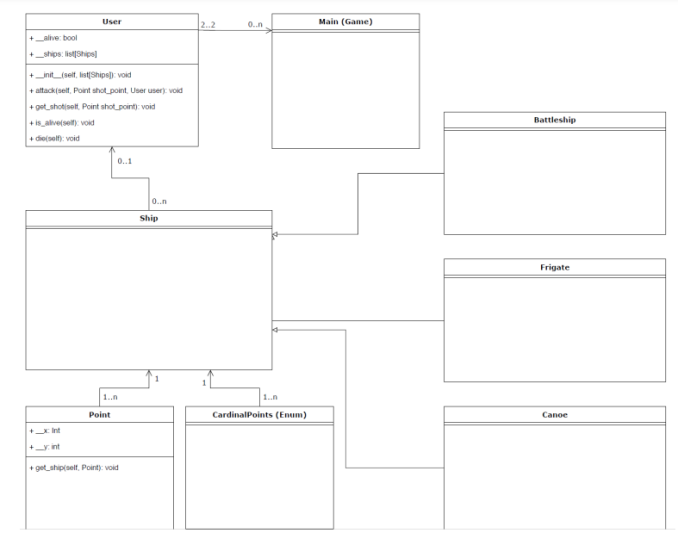 User
+ __alive: bool
+ __ships: list[Ships]
+ __init__(self, list[Ships]): void
+ attack(self, Point shot_point, User user): void
+ get_shot(self, Point shot_point): void
+ is_alive(self): void
+ die(self): void
2..2
0..n
Main (Game)
Battleship
0..1
0..n
Ship
Frigate
1
1
1..n
1..n
Point
+ __x: Int
+ __y: int
+ get_ship(self, Point): void
CardinalPoints (Enum)
Canoe